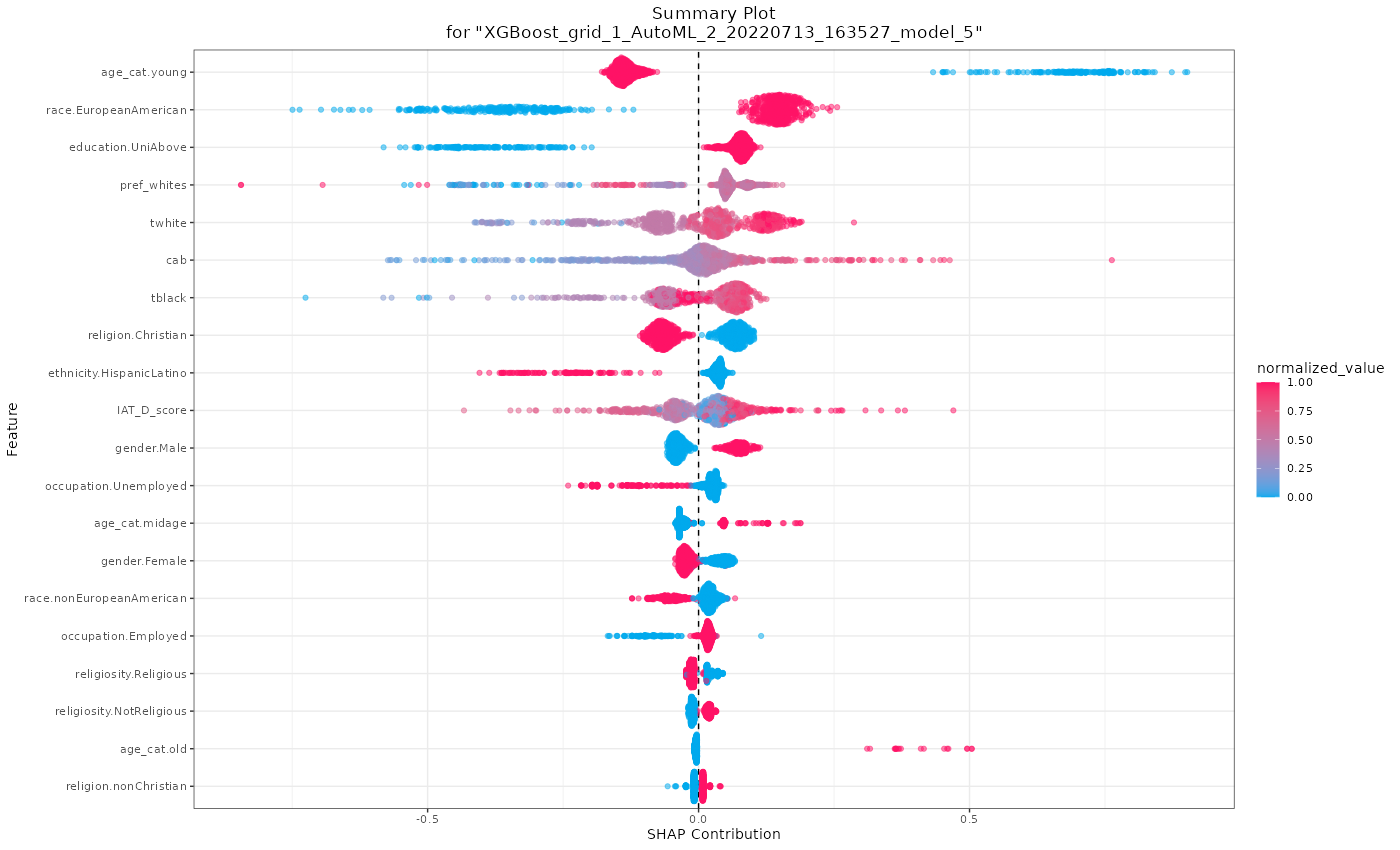 Summary Plot
for "XGBoost_grid_1_AutoML_2_20220713_163527_model_5"
age_cat.young
race.EuropeanAmerican
education.UniAbove
pref_whites
twhite
cab
tblack
religion.Christian
ethnicity.HispanicLatino
IAT_D_score
gender.Male
occupation.Unemployed
age_cat.midage
gender.Female
race.nonEuropeanAmerican
occupation.Employed
religiosity.Religious
religiosity.NotReligious
age_cat.old
religion.nonChristian
Feature
-0.5
0.0
0.5
SHAP Contribution
normalized_value
1.00
0.75
0.50
0.25
0.00